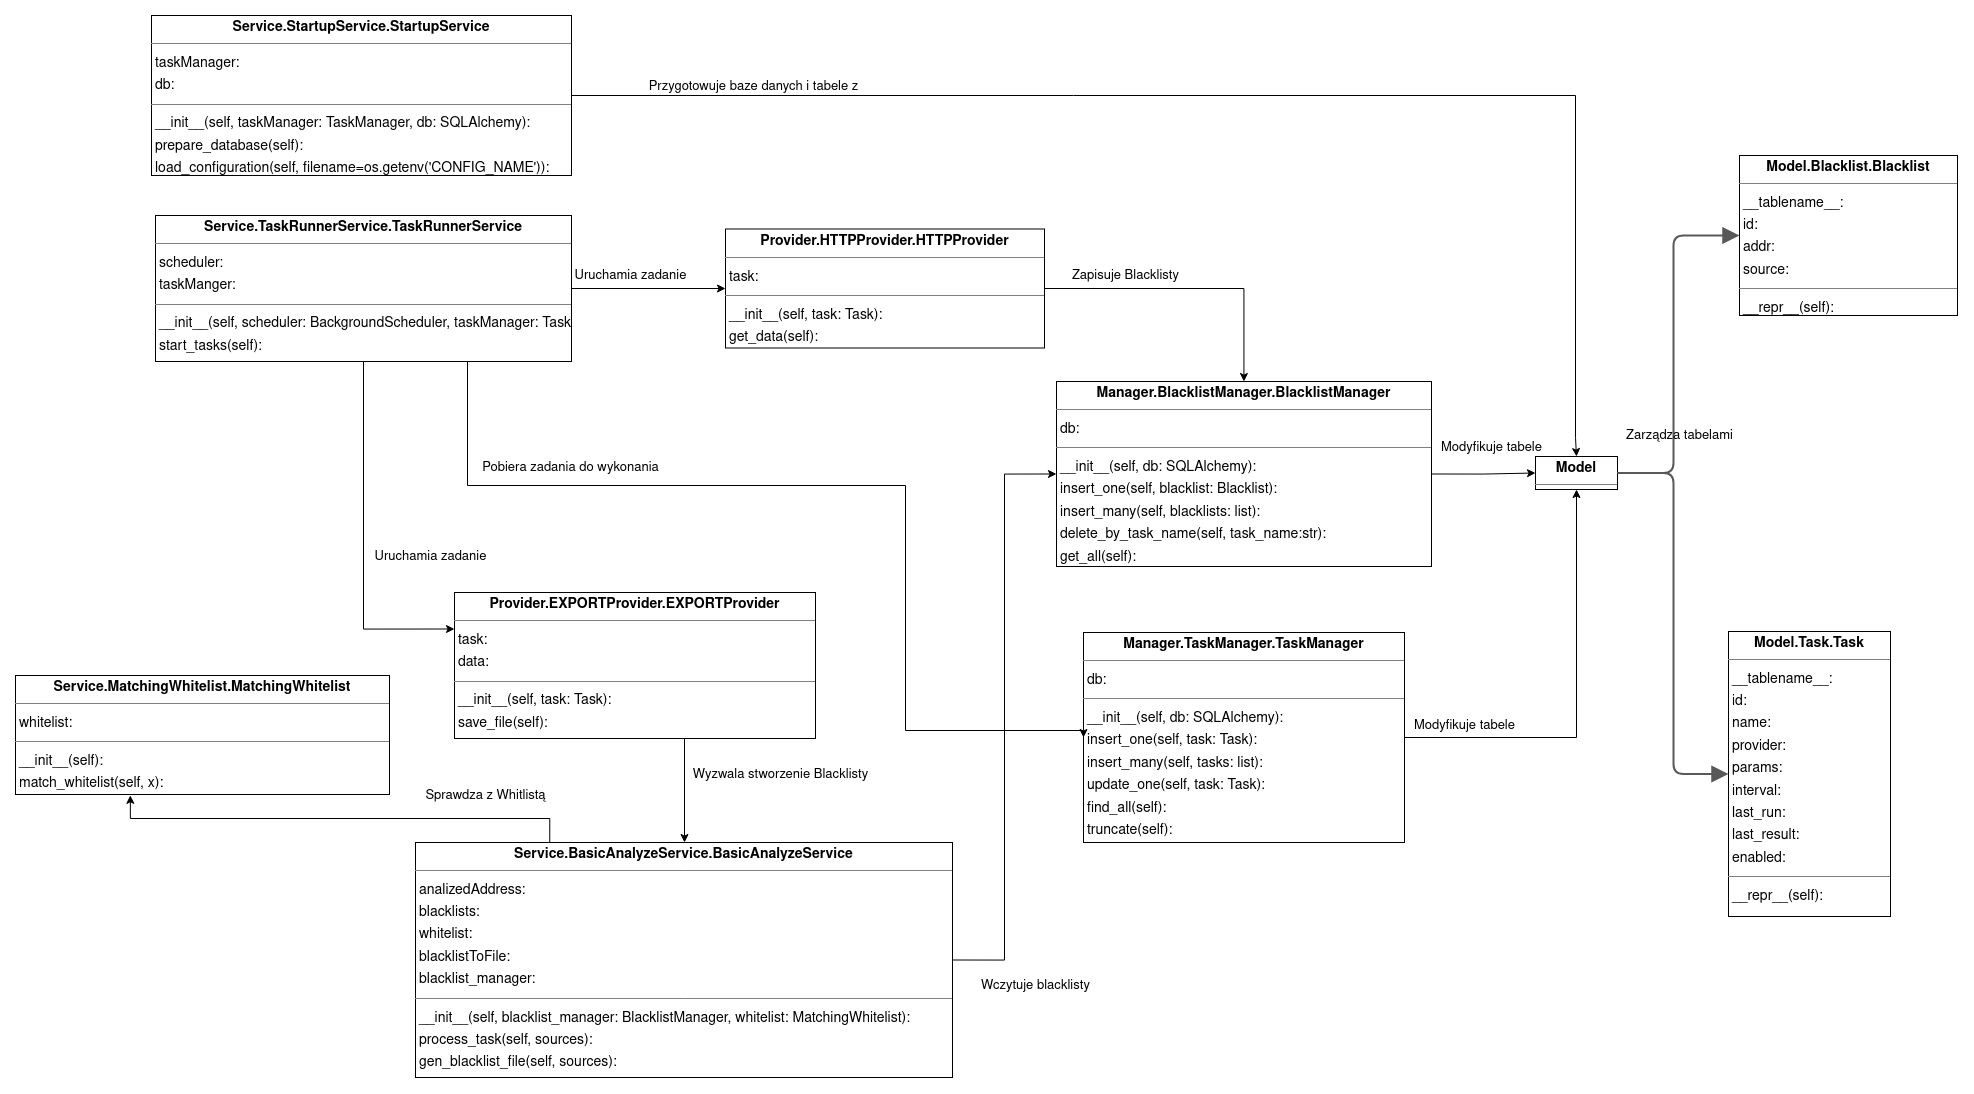 Service.StartupService.StartupService
taskManager:
db:
__init__(self, taskManager: TaskManager, db: SQLAlchemy):
prepare_database(self):
load_configuration(self, filename=os.getenv('CONFIG_NAME')):
Przygotowuje baze danych i tabele z
Service.TaskRunnerService.TaskRunnerService
scheduler:
taskManger:
__init__(self, scheduler: BackgroundScheduler, taskManager: Task
start_tasks(self):
Uruchamia zadanie
Provider.HTTPProvider.HTTPProvider
task:
__init__(self, task: Task):
get_data(self):
Zapisuje Blacklisty
Model.Blacklist.Blacklist
__tablename__:
id:
addr:
source:
__repr__(self):
Manager.BlacklistManager.BlacklistManager
db:
__init__(self, db: SQLAlchemy):
insert_one(self, blacklist: Blacklist):
insert_many(self, blacklists: list):
delete_by_task_name(self, task_name:str):
get_all(self):
Modyfikuje tabele
Model
Zarządza tabelami
Pobiera zadania do wykonania
Uruchamia zadanie
Provider.EXPORTProvider.EXPORTProvider
task:
data:
__init__(self, task: Task):
save_file(self):
Manager.TaskManager.TaskManager
db:
__init__(self, db: SQLAlchemy):
insert_one(self, task: Task):
insert_many(self, tasks: list):
update_one(self, task: Task):
find_all(self):
truncate(self):
Modyfikuje tabele
Model.Task.Task
__tablename__:
id:
name:
provider:
params:
interval:
last_run:
last_result:
enabled:
__repr__(self):
Service.MatchingWhitelist.MatchingWhitelist
whitelist:
__init__(self):
match_whitelist(self, x):
Sprawdza z Whitlistą
Wyzwala stworzenie Blacklisty
Service.BasicAnalyzeService.BasicAnalyzeService
analizedAddress:
blacklists:
whitelist:
blacklistToFile:
blacklist_manager:
__init__(self, blacklist_manager: BlacklistManager, whitelist: MatchingWhitelist):
process_task(self, sources):
gen_blacklist_file(self, sources):
Wczytuje blacklisty